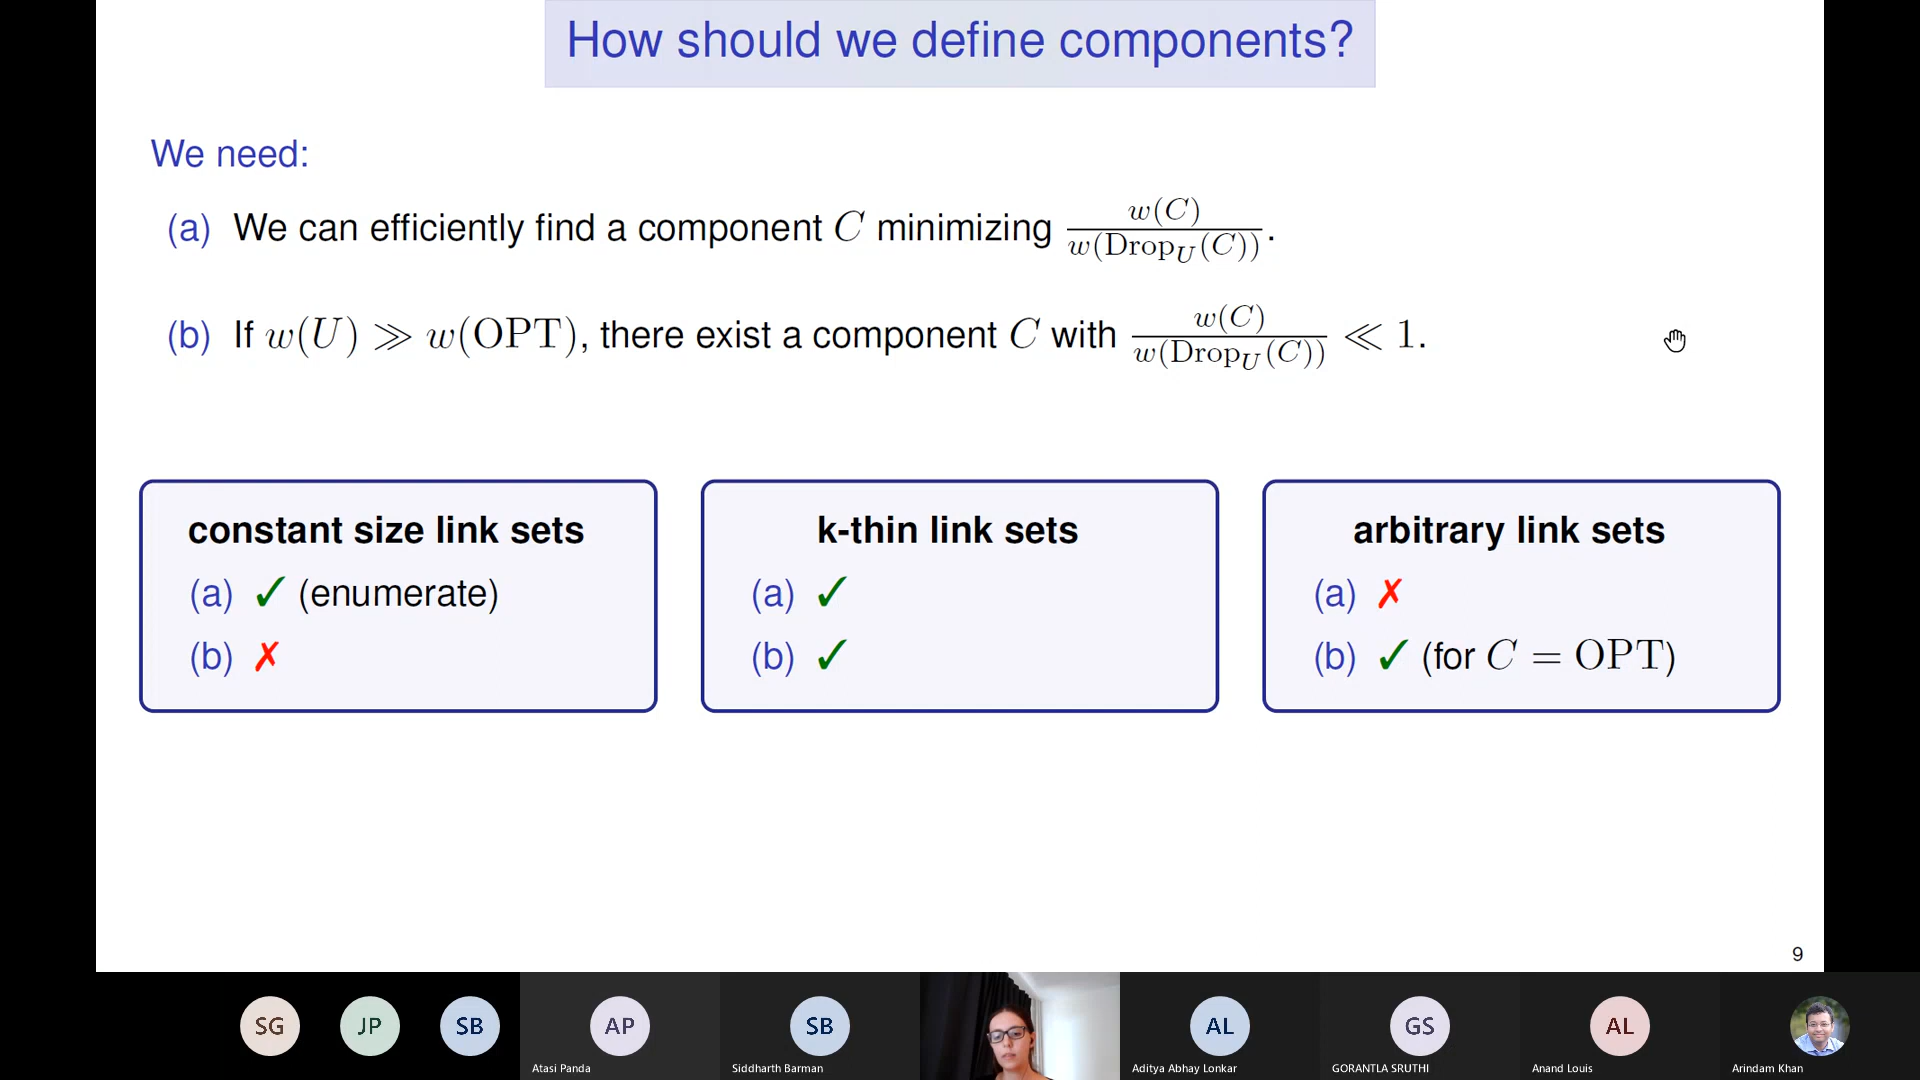 How should we define components?
We need:
(a) We can efficiently find a component C minimizing w(C) / w(Drop_U(C)).
(b) If w(U) ≫ w(OPT), there exist a component C with w(C) / w(Drop_U(C)) ≪ 1.
constant size link sets
(a) ✓ (enumerate)
(b) ✗
k-thin link sets
(a) ✓
(b) ✓
arbitrary link sets
(a) ✗
(b) ✓ (for C = OPT)
9
SG
JP
SB
AP
Atasi Panda
SB
Siddharth Barman
AL
Aditya Abhay Lonkar
GS
GORANTLA SRUTHI
AL
Anand Louis
Arindam Khan